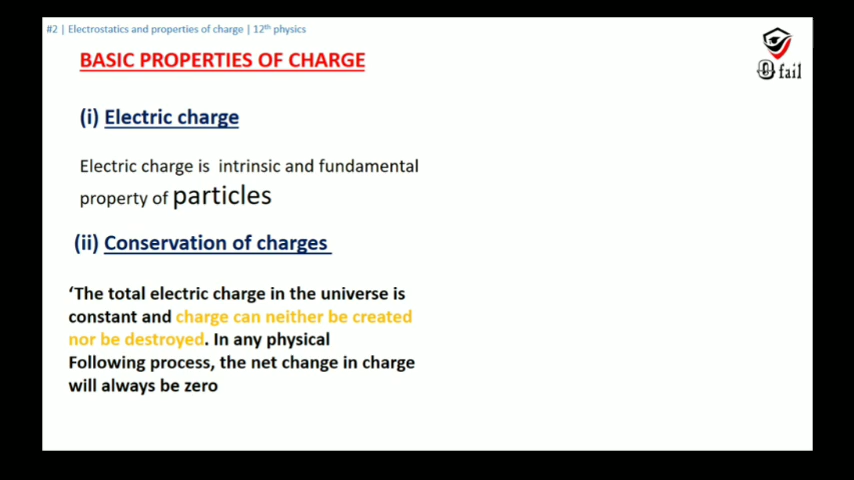 #2 | Electrostatics and properties of charge | 12th physics
BASIC PROPERTIES OF CHARGE
0 fail
(i) Electric charge
Electric charge is intrinsic and fundamental
property of particles
(ii) Conservation of charges
‘The total electric charge in the universe is
constant and charge can neither be created
nor be destroyed. In any physical
Following process, the net change in charge
will always be zero